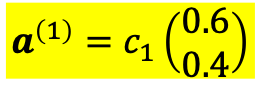 a⁽¹⁾ = c₁ (0.6
0.4)